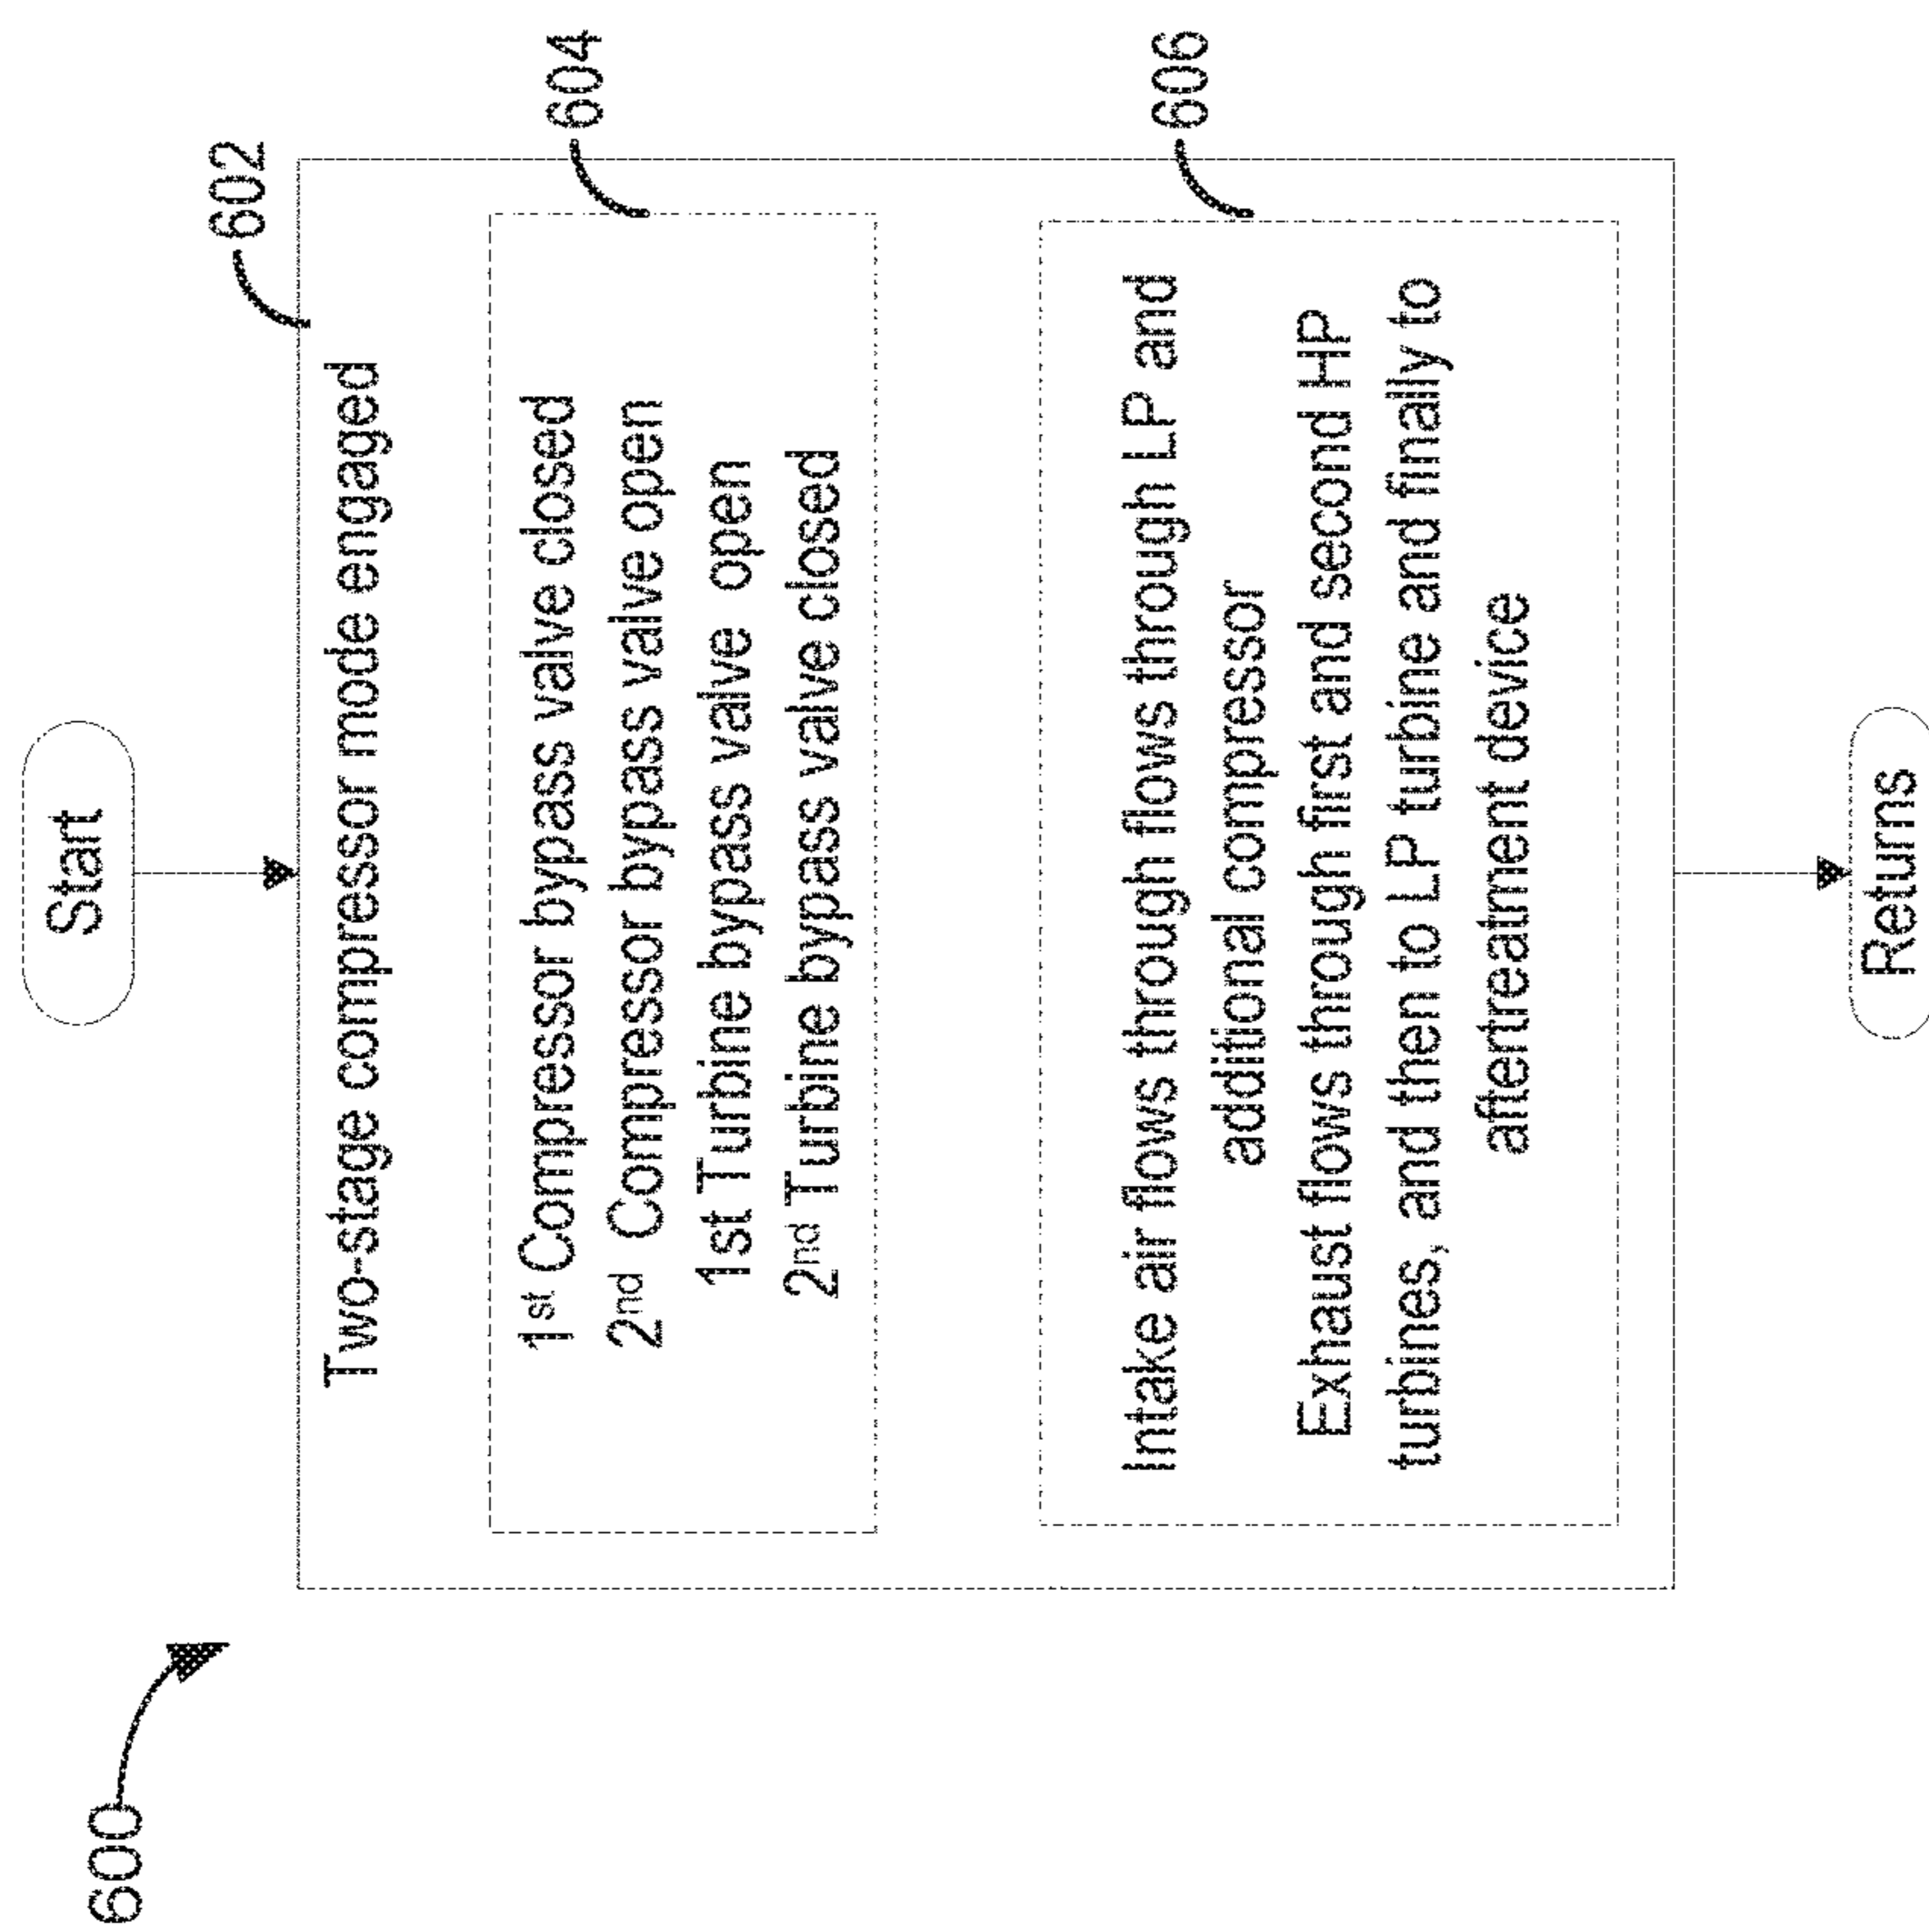 600
Start
602
Two-stage compressor mode engaged
604
1st Compressor bypass valve closed
2nd Compressor bypass valve open
1st Turbine bypass valve open
2nd Turbine bypass valve closed
606
Intake air flows through flows through LP and
additional compressor
Exhaust flows through first and second HP
turbines, and then to LP turbine and finally to
aftertreatment device
Returns